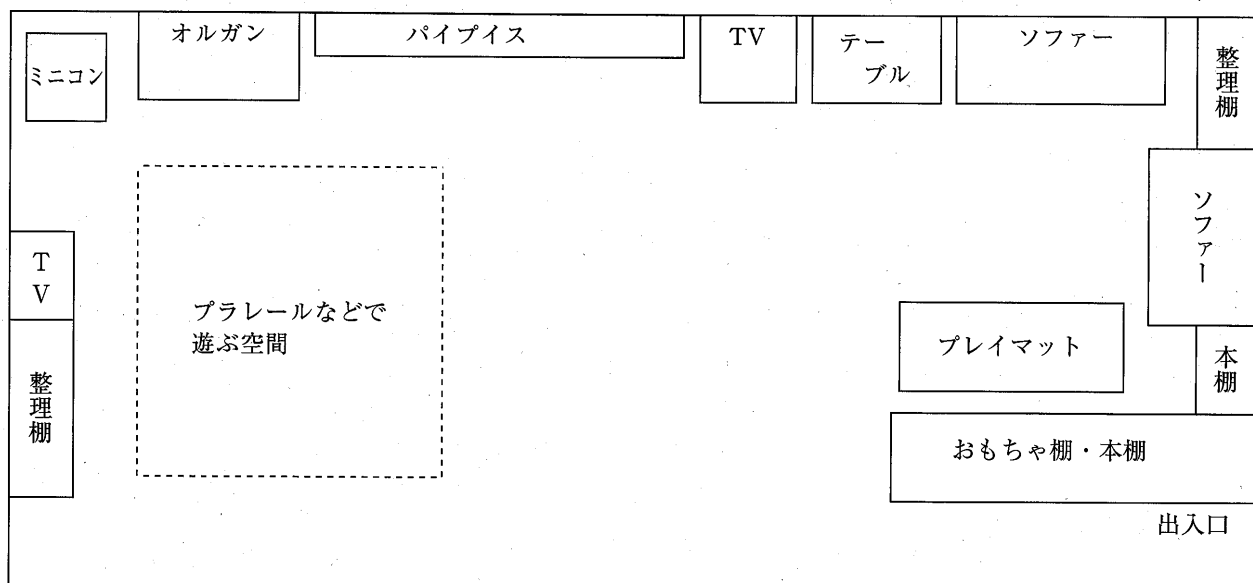 オルガン
パイプイス
TV
テー
ブル
ソファー
整理棚
ミニコン
ソファー
TV
プラレールなどで
遊ぶ空間
プレイマット
本棚
整理棚
おもちゃ棚・本棚
出入口